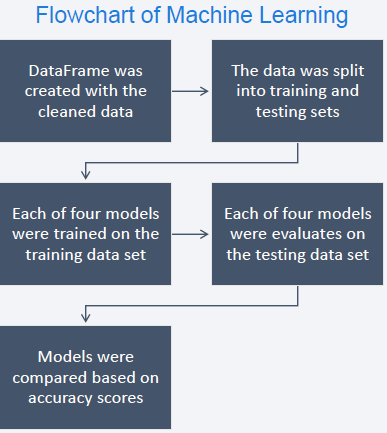 Flowchart of Machine Learning
DataFrame was
created with the
cleaned data
The data was split
into training and
testing sets
Each of four models
were trained on the
training data set
Each of four models
were evaluates on
the testing data set
Models were
compared based on
accuracy scores